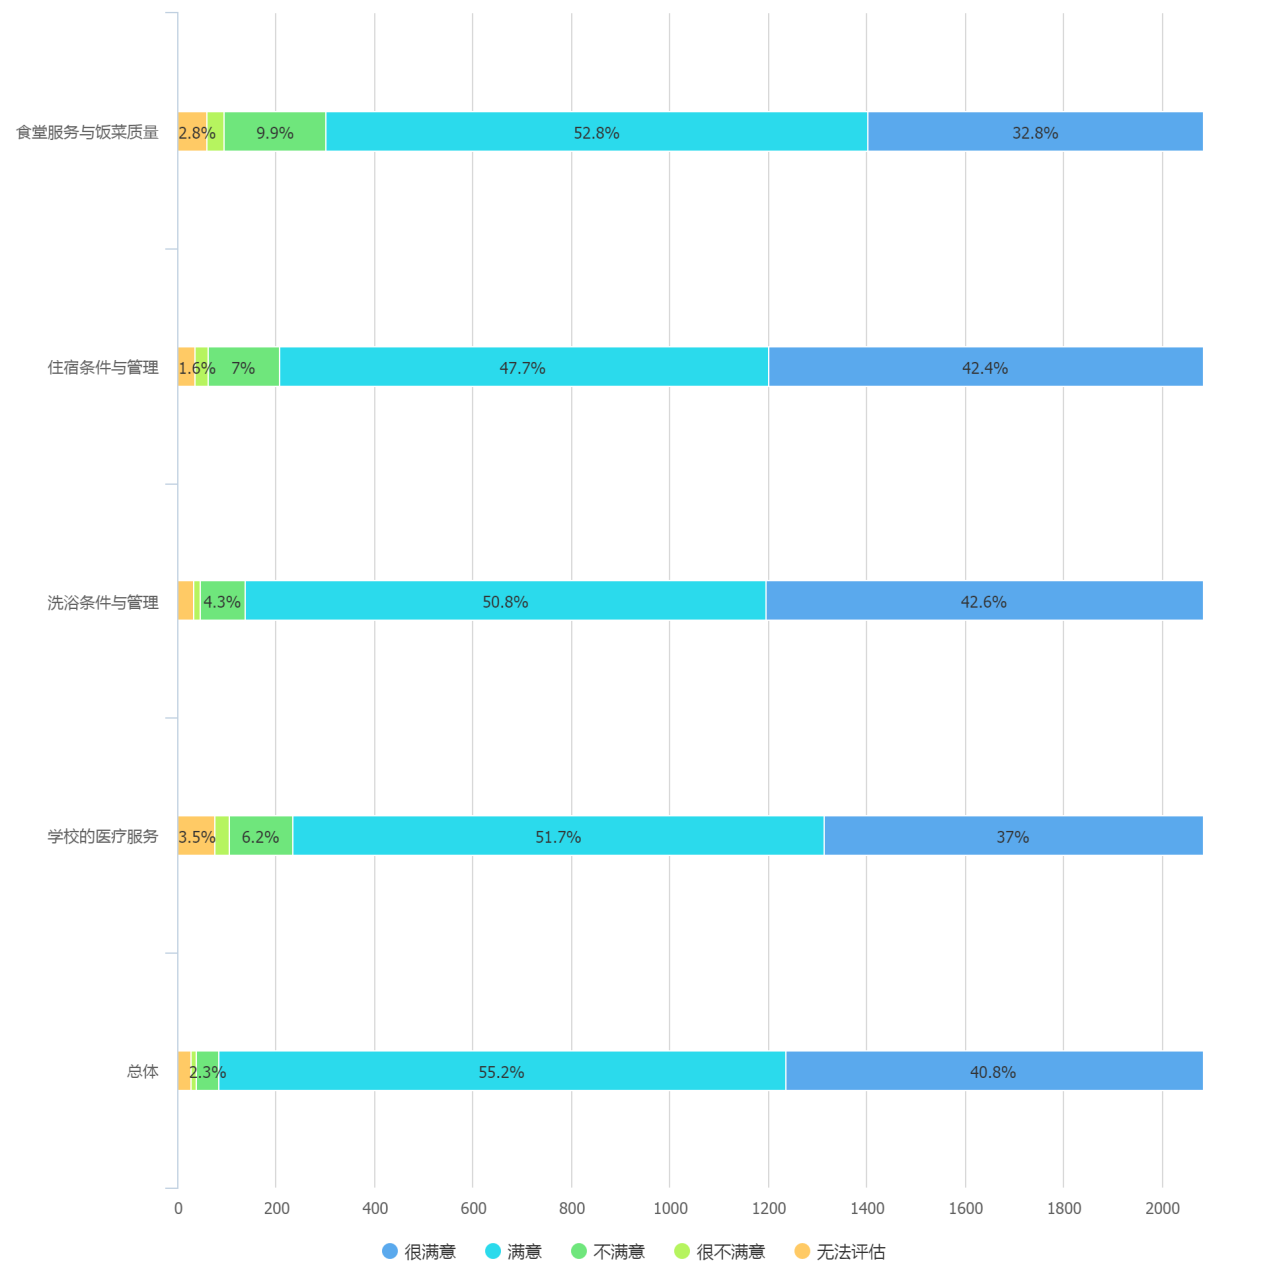 食堂服务与饭菜质量 2.8% 9.9% 52.8% 32.8%
住宿条件与管理 1.6% 7% 47.7% 42.4%
洗浴条件与管理 4.3% 50.8% 42.6%
学校的医疗服务 3.5% 6.2% 51.7% 37%
总体 2.3% 55.2% 40.8%
0 200 400 600 800 1000 1200 1400 1600 1800 2000
很满意 满意 不满意 很不满意 无法评估